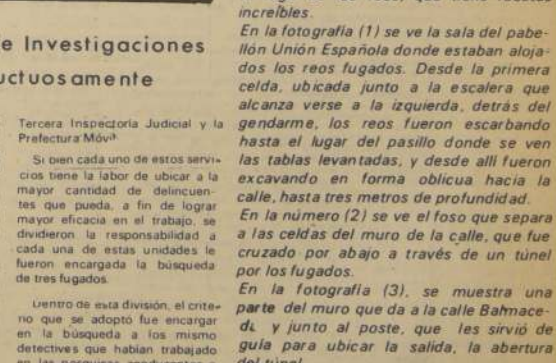 e Investigaciones
uctuosamente
Tercera Inspectoría Judicial y la
Prefectura Móvil
Si bien cada uno de estos servi-
cios tiene la labor de ubicar a la
mayor cantidad de delincuen-
tes que pueda, a fin de lograr
mayor eficacia en el trabajo, se
dividieron la responsabilidad a
cada una de estas unidades le
fueron encargada la búsqueda
de tres fugados.
Dentro de esta división, el crite-
rio que se adoptó fue encargar
en la búsqueda a los mismo
detectives que habían trabajado
increíbles.
En la fotografía (1) se ve la sala del pabe-
llón Unión Española donde estaban aloja-
dos los reos fugados. Desde la primera
celda, ubicada junto a la escalera que
alcanza verse a la izquierda, detrás del
gendarme, los reos fueron escarbando
hasta el lugar del pasillo donde se ven
las tablas levantadas, y desde allí fueron
excavando en forma oblicua hacia la
calle, hasta tres metros de profundidad.
En la número (2) se ve el foso que separa
a las celdas del muro de la calle, que fue
cruzado por abajo a través de un túnel
por los fugados.
En la fotografía (3), se muestra una
parte del muro que da a la calle Balmace-
da y junto al poste, que les sirvió de
guía para ubicar la salida, la abertura
del túnel